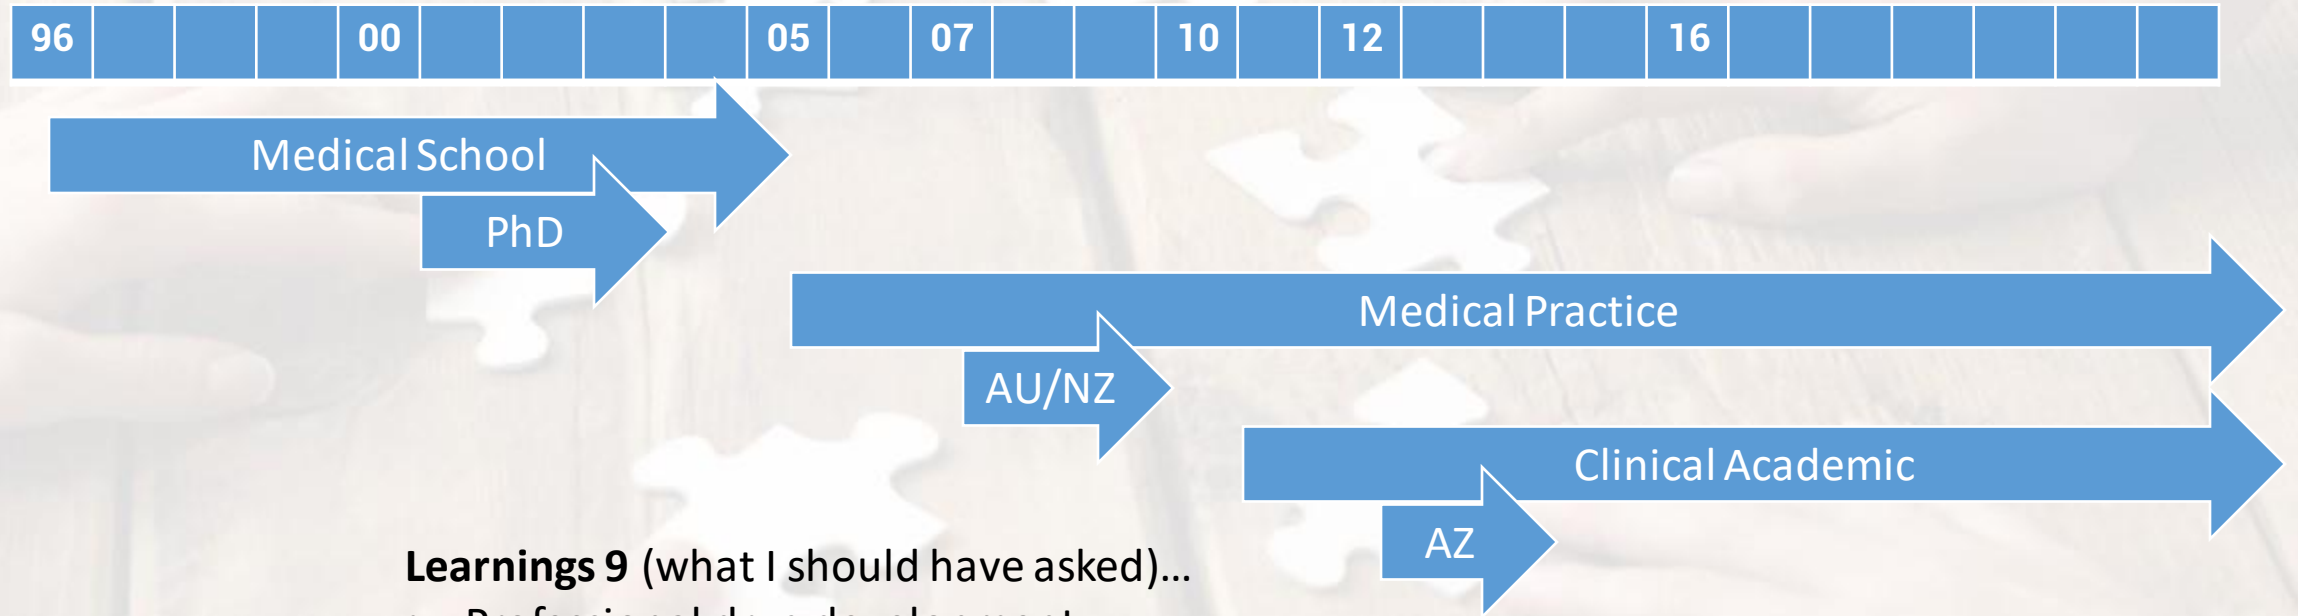 96 00 05 07 10 12 16
Medical School
PhD
Medical Practice
AU/NZ
Clinical Academic
AZ
Learnings 9 (what I should have asked)...